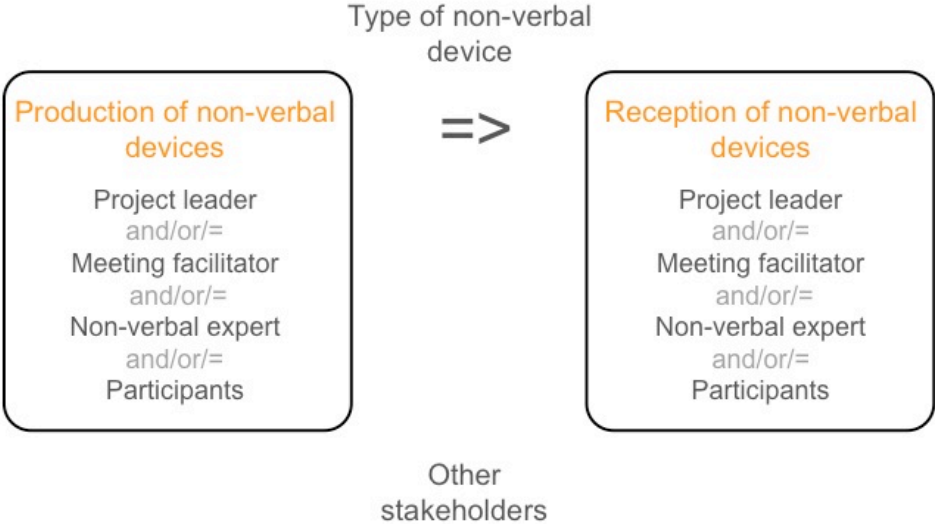 Type of non-verbal
device
Production of non-verbal
devices
Project leader
and/or/=
Meeting facilitator
and/or/=
Non-verbal expert
and/or/=
Participants
=>
Reception of non-verbal
devices
Project leader
and/or/=
Meeting facilitator
and/or/=
Non-verbal expert
and/or/=
Participants
Other
stakeholders